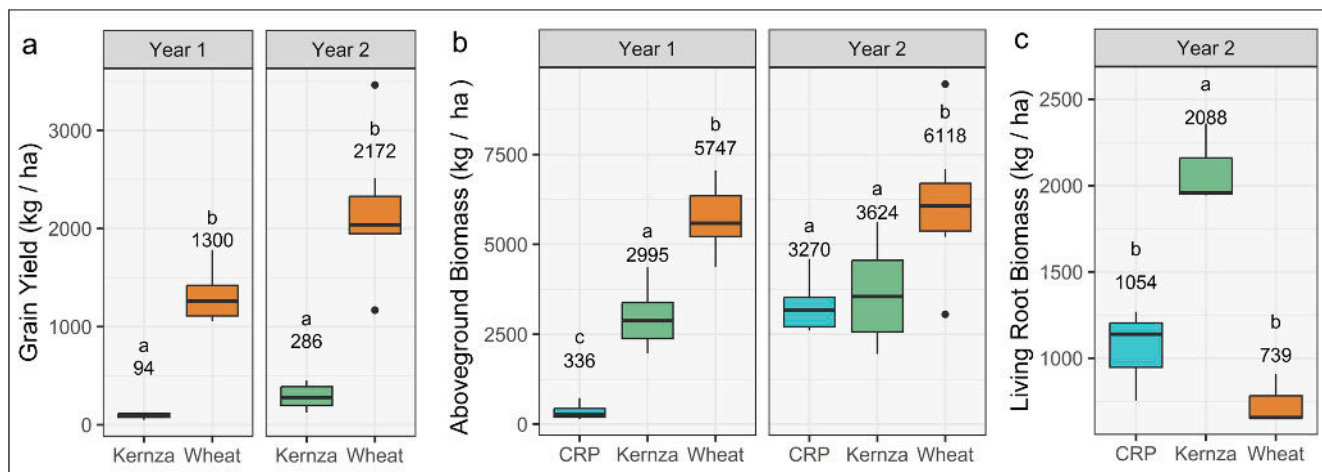 a
Year 1
Year 2
Grain Yield (kg / ha)
3000
2000
1000
0
a
94
b
1300
a
286
b
2172
Kernza
Wheat
Kernza
Wheat
b
Year 1
Year 2
Aboveground Biomass (kg / ha)
7500
5000
2500
0
c
336
a
2995
b
5747
a
3270
a
3624
b
6118
CRP
Kernza
Wheat
CRP
Kernza
Wheat
c
Year 2
Living Root Biomass (kg / ha)
2500
2000
1500
1000
b
1054
a
2088
b
739
CRP
Kernza
Wheat